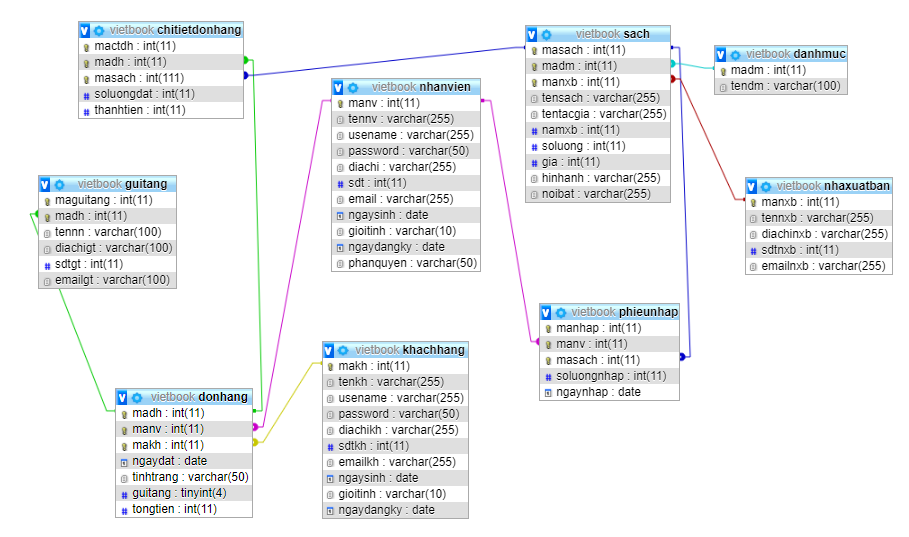 vietbook chitietdonhang
mactdh : int(11)
madh : int(11)
masach : int(111)
soluongdat : int(11)
thanhtien : int(11)
vietbook nhanvien
manv : int(11)
tennv : varchar(255)
usename : varchar(255)
password : varchar(50)
diachi : varchar(255)
sdt : int(11)
email : varchar(255)
ngaysinh : date
gioitinh : varchar(10)
ngaydangky : date
phanquyen : varchar(50)
vietbook sach
masach : int(11)
madm : int(11)
manxb : int(11)
tensach : varchar(255)
tentacgia : varchar(255)
namxb : int(11)
soluong : int(11)
gia : int(11)
hinhanh : varchar(255)
noibat : varchar(255)
vietbook danhmuc
madm : int(11)
tendm : varchar(100)
vietbook guitang
maguitang : int(11)
madh : int(11)
tennn : varchar(100)
diachigt : varchar(100)
sdtgt : int(11)
emailgt : varchar(100)
vietbook nhaxuatban
manxb : int(11)
tennxb : varchar(255)
diachinxb : varchar(255)
sdtnxb : int(11)
emailnxb : varchar(255)
vietbook phieunhap
manhap : int(11)
manv : int(11)
masach : int(11)
soluongnhap : int(11)
ngaynhap : date
vietbook khachhang
makh : int(11)
tenkh : varchar(255)
usename : varchar(255)
password : varchar(50)
diachikh : varchar(255)
sdtkh : int(11)
emailkh : varchar(255)
ngaysinh : date
gioitinh : varchar(10)
ngaydangky : date
vietbook donhang
madh : int(11)
manv : int(11)
makh : int(11)
ngaydat : date
tinhtrang : varchar(50)
guitang : tinyint(4)
tongtien : int(11)